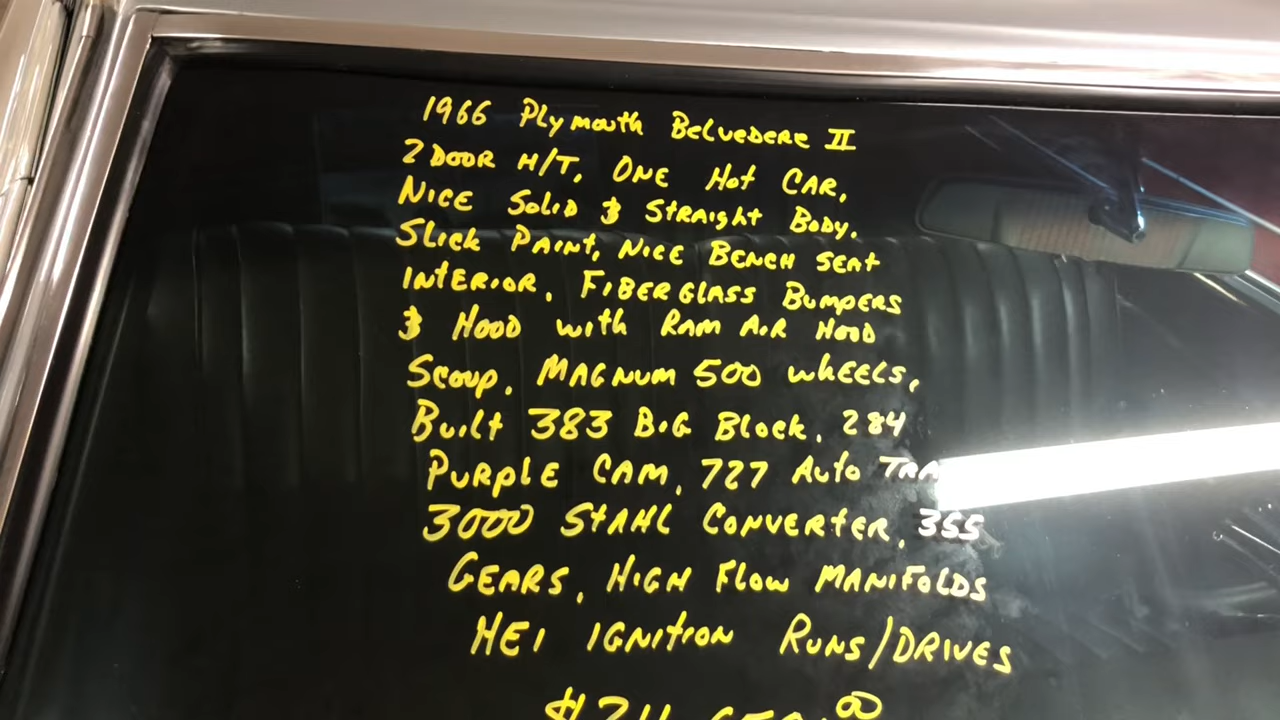 1966 Plymouth Belvedere II
2 Door H/T, One Hot Car,
Nice Solid & Straight Body.
Slick Paint, Nice Bench Seat
Interior, Fiberglass Bumpers
& Hood with Ram Air Hood
Scoup, Magnum 500 wheels,
Built 383 Big Block, 284
Purple Cam, 727 Auto
3000 Stahl Converter, 355
Gears, High Flow Manifolds
HEI Ignition Runs/Drives